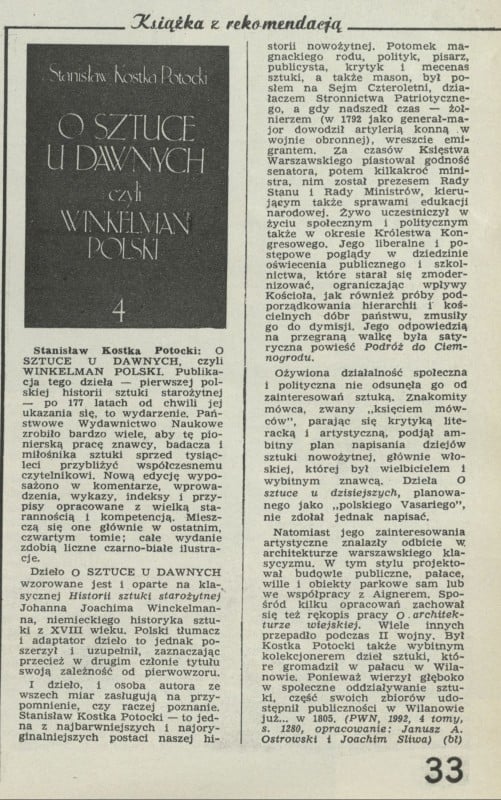 Książka z rekomendacją
Stanisław Kostka Potocki
O SZTUCE
U DAWNYCH
czyli
WINKELMAN
POLSKI
4
Stanisław Kostka Potocki: O
SZTUCE U DAWNYCH, czyli
WINKELMAN POLSKI. Publika-
cja tego dzieła — pierwszej pol-
skiej historii sztuki starożytnej
— po 177 latach od chwili jej
ukazania się, to wydarzenie. Pań-
stwowe Wydawnictwo Naukowe
zrobiło bardzo wiele, aby tę pio-
nierską pracę znawcy, badacza i
miłośnika sztuki sprzed tysiąc-
leci przybliżyć współczesnemu
czytelnikowi. Nową edycję wypo-
sażono w komentarze, wprowa-
dzenia, wykazy, indeksy i przy-
pisy opracowane z wielką sta-
rannością i kompetencją. Miesz-
czą się one głównie w ostatnim,
czwartym tomie; całe wydanie
zdobią liczne czarno-białe ilustra-
cje.
Dzieło O SZTUCE U DAWNYCH
wzorowane jest i oparte na kla-
sycznej Historii sztuki starożytnej
Johanna Joachima Winckelman-
na, niemieckiego historyka sztu-
ki z XVIII wieku. Polski tłumacz
i adaptator dzieło to jednak po-
szerzył i uzupełnił, zaznaczając
przecież w drugim członie tytułu
swoją zależność od pierwowzoru.
I dzieło, i osoba autora ze
wszech miar zasługują na przy-
pomnienie, czy raczej poznanie.
Stanisław Kostka Potocki — to jed-
na z najbarwniejszych i najory-
ginalniejszych postaci naszej hi-
storii nowożytnej. Potomek ma-
gnackiego rodu, polityk, pisarz,
publicysta, krytyk i mecenas
sztuki, a także mason, był po-
słem na Sejm Czteroletni, dzia-
łaczem Stronnictwa Patriotyczne-
go, a gdy nadszedł czas — żoł-
nierzem (w 1792 jako generał-ma-
jor dowodził artylerią konną w
wojnie obronnej), wreszcie emi-
grantem. Za czasów Księstwa
Warszawskiego piastował godność
senatora, potem kilkakroć mini-
stra, nim został prezesem Rady
Stanu i Rady Ministrów, kieru-
jącym także sprawami edukacji
narodowej. Żywo uczestniczył w
życiu społecznym i politycznym
także w okresie Królestwa Kon-
gresowego. Jego liberalne i po-
stępowe poglądy w dziedzinie
oświecenia publicznego i szkol-
nictwa, które starał się zmoder-
nizować, ograniczając wpływy
Kościoła, jak również próby pod-
porządkowania hierarchii i koś-
cielnych dóbr państwu, zmusiły
go do dymisji. Jego odpowiedzią
na przegraną walkę była saty-
ryczna powieść Podróż do Ciem-
nogrodu.
Ożywiona działalność społeczna
i polityczna nie odsunęła go od
zainteresowań sztuką. Znakomity
mówca, zwany „księciem mów-
ców”, parając się krytyką lite-
racką i artystyczną, podjął am-
bitny plan napisania dziejów
sztuki nowożytnej, głównie wło-
skiej, której był wielbicielem i
wybitnym znawcą. Dzieła O
sztuce u dzisiejszych, planowa-
nego jako „polskiego Vasariego”,
nie zdołał jednak napisać.
Natomiast jego zainteresowania
artystyczne znalazły odbicie w
architekturze warszawskiego kla-
sycyzmu. W tym stylu projekto-
wał budowle publiczne, pałace,
wille i obiekty parkowe sam lub
we współpracy z Aignerem. Spo-
śród kilku opracowań zachował
się też rękopis pracy O architek-
turze wiejskiej. Wiele innych
przepadło podczas II wojny. Był
Kostka Potocki także wybitnym
kolekcjonerem dzieł sztuki, któ-
re gromadził w pałacu w Wila-
nowie. Ponieważ wierzył głęboko
w społeczne oddziaływanie sztu-
ki, część swoich zbiorów udo-
stępnił publiczności w Wilanowie
już... w 1805. (PWN, 1992, 4 tomy,
s. 1280, opracowanie: Janusz A.
Ostrowski i Joachim Śliwa) (bl)
33